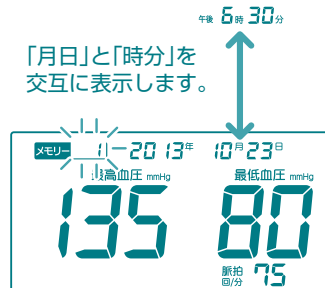 午後 6時 30分
「月日」と「時分」を
交互に表示します。
メモリー 1 2013年 10月23日
最高血圧 mmHg 最低血圧 mmHg
135 80
脈拍 回/分 75